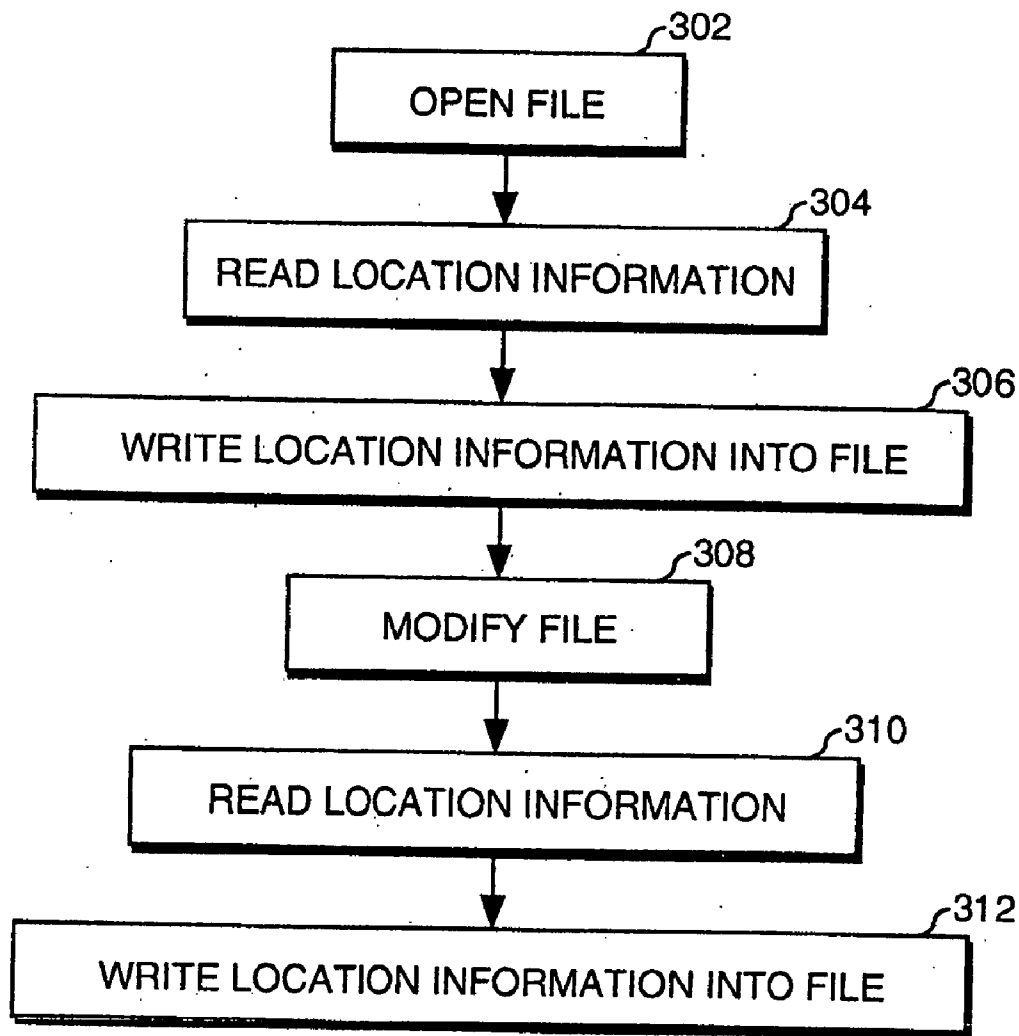 302
OPEN FILE
304
READ LOCATION INFORMATION
306
WRITE LOCATION INFORMATION INTO FILE
308
MODIFY FILE
310
READ LOCATION INFORMATION
312
WRITE LOCATION INFORMATION INTO FILE